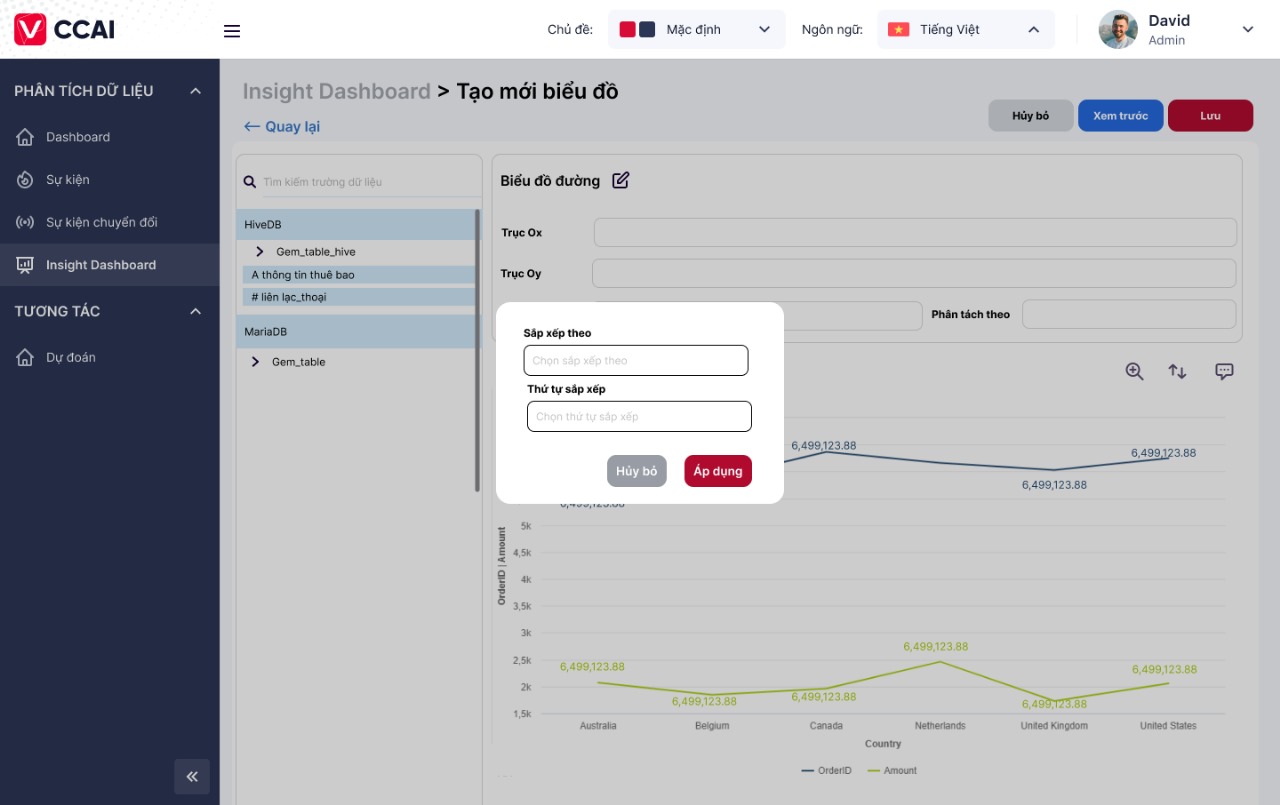 CCAI
Chủ đề:
Mặc định
Ngôn ngữ:
Tiếng Việt
David
Admin
PHÂN TÍCH DỮ LIỆU
Dashboard
Sự kiện
Sự kiện chuyển đổi
Insight Dashboard
TƯƠNG TÁC
Dự đoán
Insight Dashboard > Tạo mới biểu đồ
Quay lại
Hủy bỏ
Xem trước
Lưu
Tìm kiếm trường dữ liệu
HiveDB
Gem_table_hive
A thông tin thuê bao
# liên lạc_thoại
MariaDB
Gem_table
Biểu đồ đường
Trục Ox
Trục Oy
Phân tách theo
Sắp xếp theo
Chọn sắp xếp theo
Thứ tự sắp xếp
Chọn thứ tự sắp xếp
Hủy bỏ
Áp dụng
6,499,123.88
6,499,123.88
6,499,123.88
6,499,123.88
OrderID | Amount
5k
4,5k
4k
3,5k
3k
2,5k
2k
1,5k
6,499,123.88
6,499,123.88
6,499,123.88
6,499,123.88
6,499,123.88
6,499,123.88
Australia
Belgium
Canada
Netherlands
United Kingdom
United States
Country
OrderID
Amount